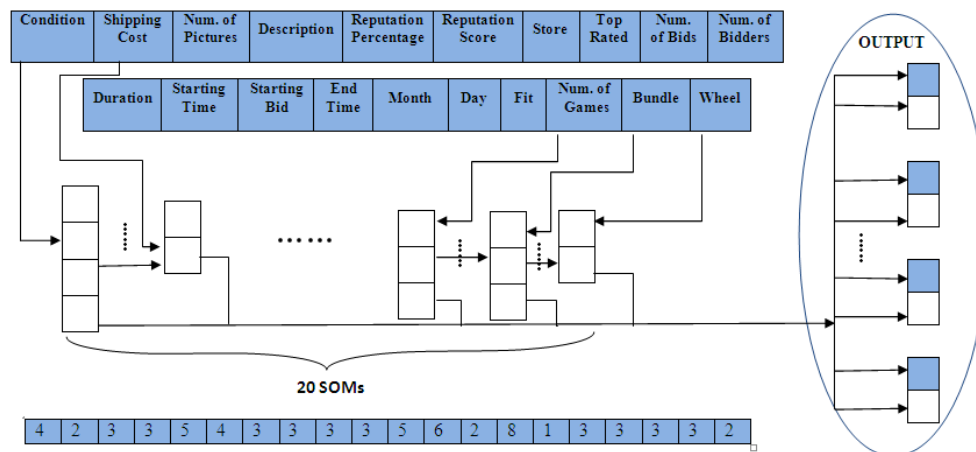 Condition Shipping Cost Num. of Pictures Description Reputation Percentage Reputation Score Store Top Rated Num. of Bids Num. of Bidders
Duration Starting Time Starting Bid End Time Month Day Fit Num. of Games Bundle Wheel
OUTPUT
20 SOMs
4 2 3 3 5 4 3 3 3 3 5 6 2 8 1 3 3 3 3 2